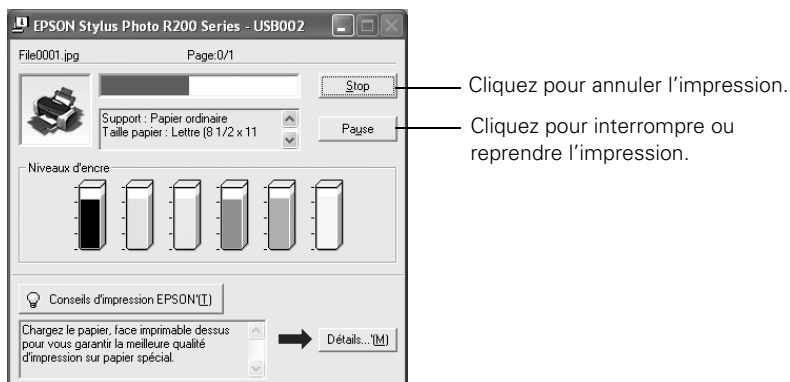 EPSON Stylus Photo R200 Series - USB002
File0001.jpg Page:0/1
Stop
Cliquez pour annuler l'impression.
Support : Papier ordinaire
Taille papier : Lettre (8 1/2 x 11
Pause
Cliquez pour interrompre ou
reprendre l'impression.
Niveaux d'encre
Conseils d'impression EPSON'(T)
Chargez le papier, face imprimable dessus
pour vous garantir la meilleure qualité
d'impression sur papier spécial.
Détails...'(M)